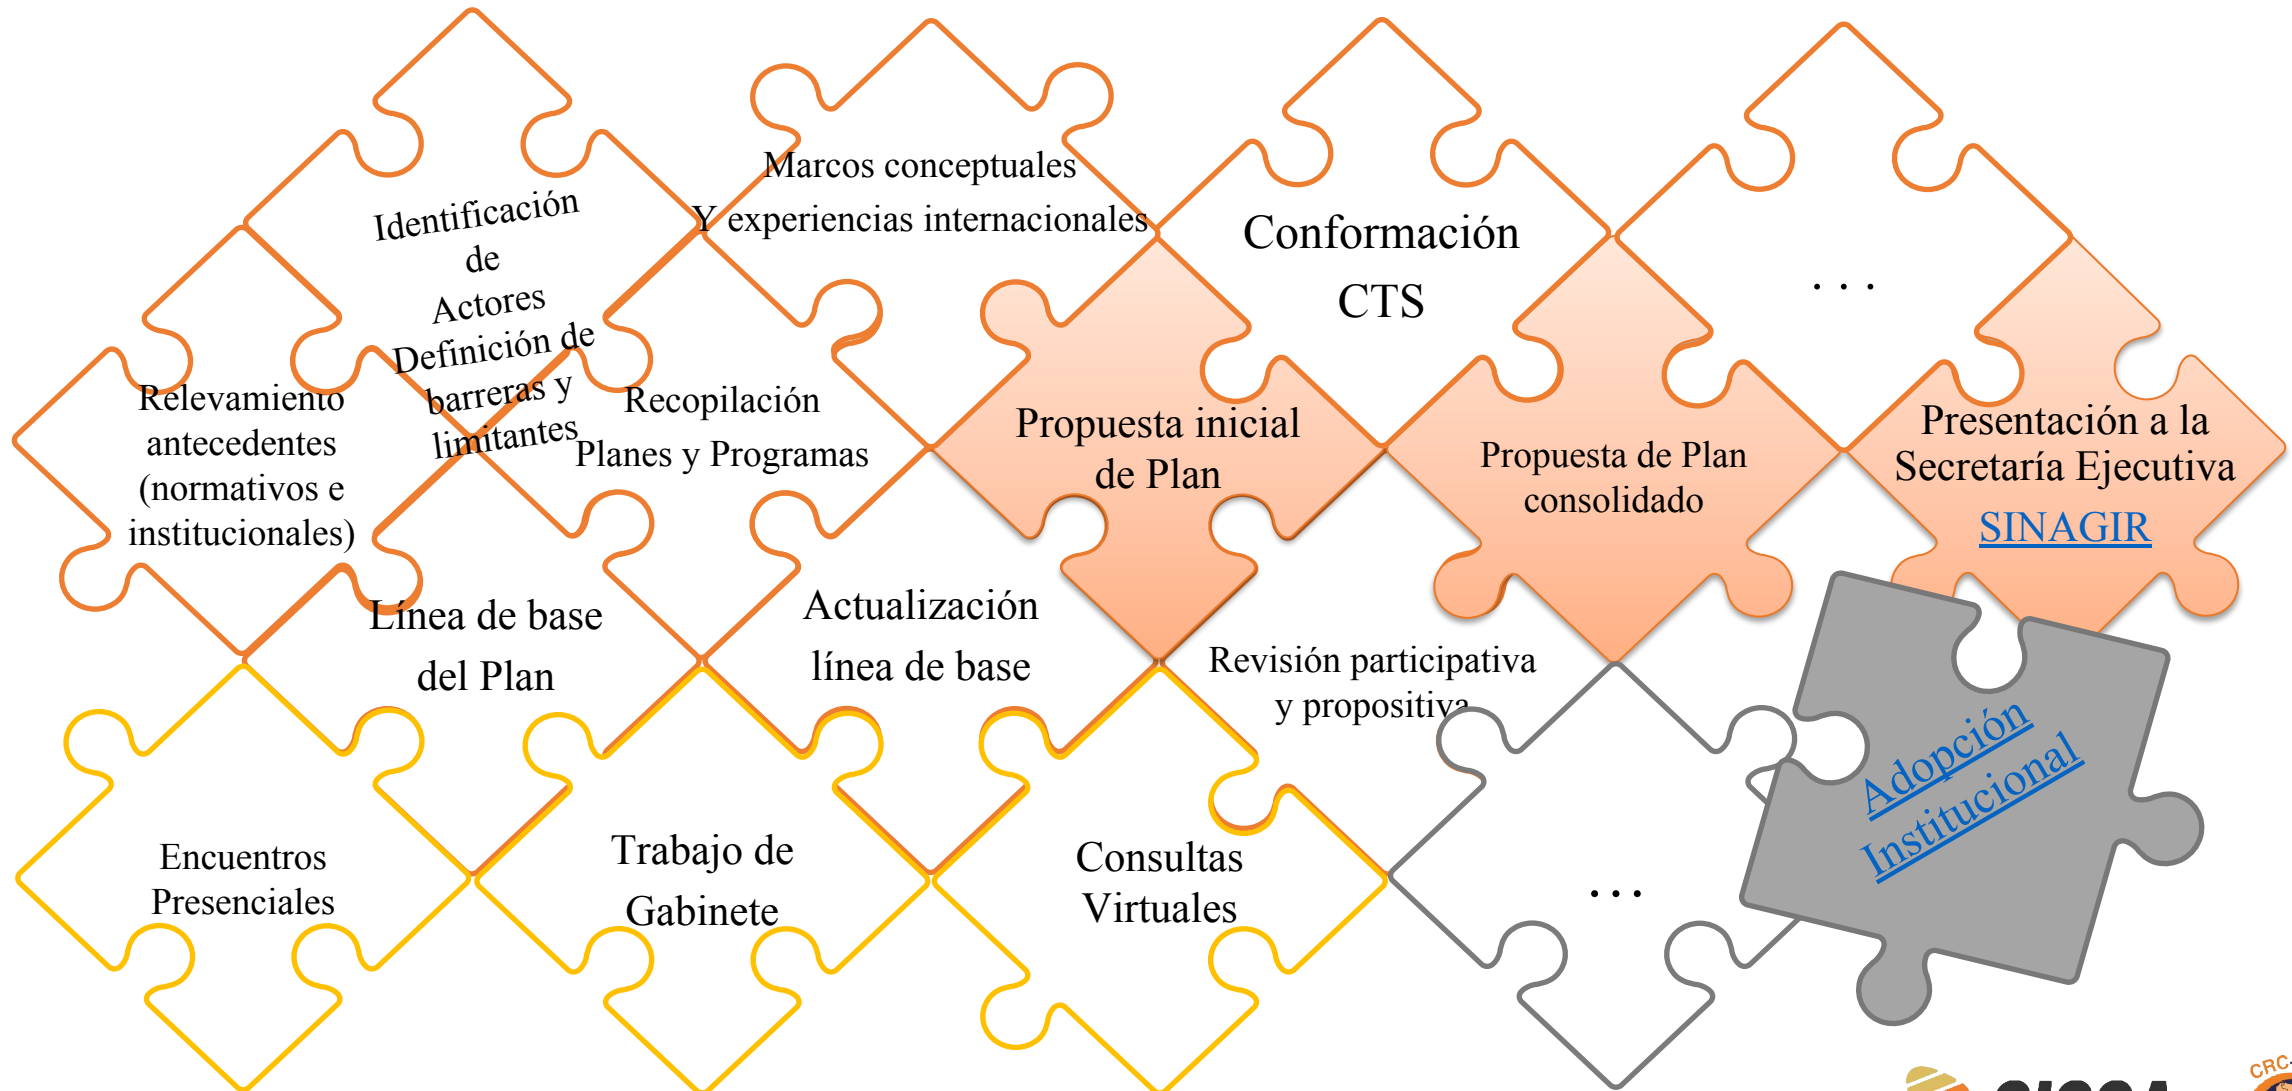 Identificación
de
Actores
Definición de
barreras y
limitantes
Marcos conceptuales
Y experiencias internacionales
Conformación
CTS
. . .
Relevamiento
antecedentes
(normativos e
institucionales)
Recopilación
Planes y Programas
Propuesta inicial
de Plan
Propuesta de Plan
consolidado
Presentación a la
Secretaría Ejecutiva
SINAGIR
Línea de base
del Plan
Actualización
línea de base
Revisión participativa
y propositiva
Adopción
Institucional
Encuentros
Presenciales
Trabajo de
Gabinete
Consultas
Virtuales
...
CRC-